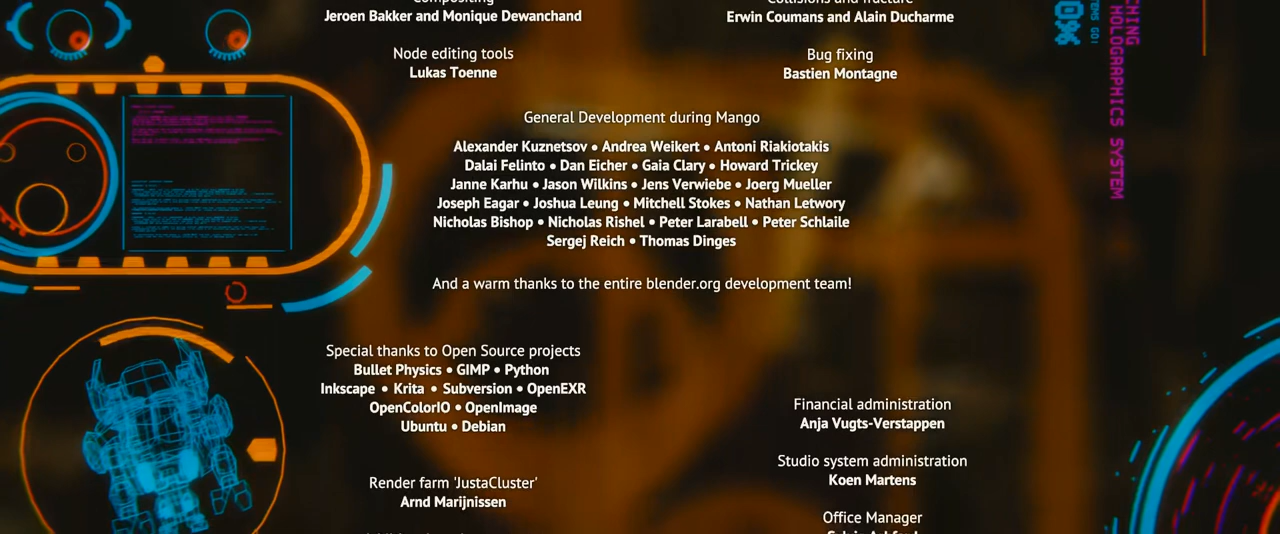 Compositing
Jeroen Bakker and Monique Dewanchand
Node editing tools
Lukas Toenne
Collisions and fracture
Erwin Coumans and Alain Ducharme
Bug fixing
Bastien Montagne
General Development during Mango
Alexander Kuznetsov • Andrea Weikert • Antoni Riakiotakis
Dalai Felinto • Dan Eicher • Gaia Clary • Howard Trickey
Janne Karhu • Jason Wilkins • Jens Verwiebe • Joerg Mueller
Joseph Eagar • Joshua Leung • Mitchell Stokes • Nathan Letwory
Nicholas Bishop • Nicholas Rishel • Peter Larabell • Peter Schlaile
Sergej Reich • Thomas Dinges
And a warm thanks to the entire blender.org development team!
Special thanks to Open Source projects
Bullet Physics • GIMP • Python
Inkscape • Krita • Subversion • OpenEXR
OpenColorIO • OpenImage
Ubuntu • Debian
Render farm 'JustaCluster'
Arnd Marijnissen
Financial administration
Anja Vugts-Verstappen
Studio system administration
Koen Martens
Office Manager
HOLOGRAPHICS SYSTEM